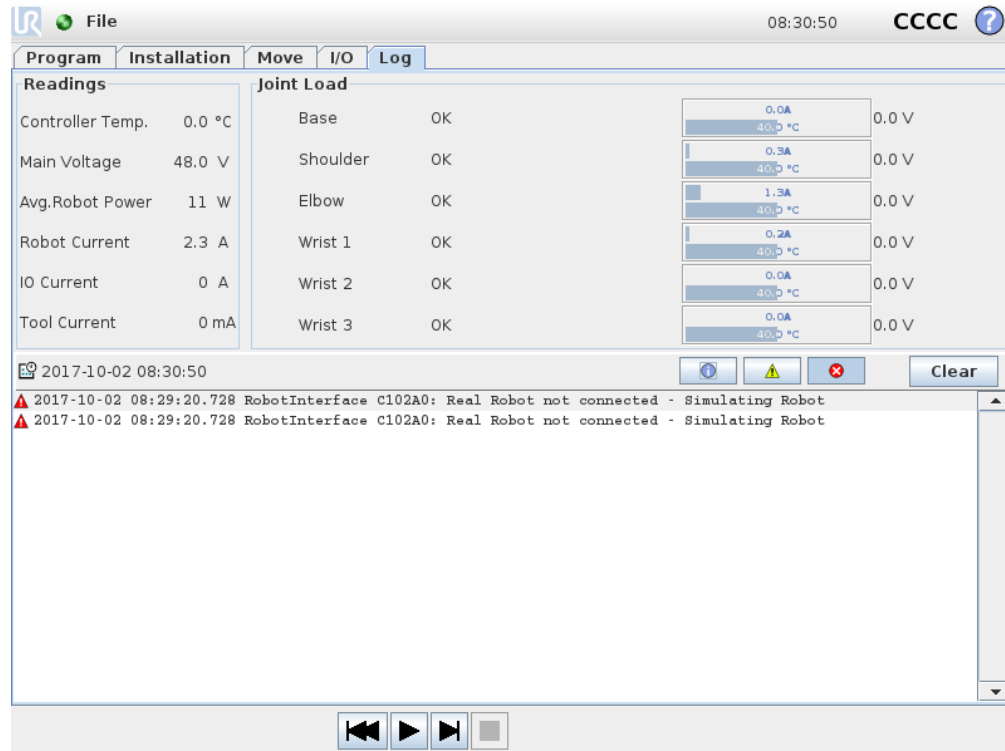 UR File 08:30:50 CCCC ?
Program Installation Move I/O Log
Readings
Controller Temp. 0.0 °C
Main Voltage 48.0 V
Avg.Robot Power 11 W
Robot Current 2.3 A
IO Current 0 A
Tool Current 0 mA
Joint Load
Base OK 0.0A 40.0 °C 0.0 V
Shoulder OK 0.3A 40.0 °C 0.0 V
Elbow OK 1.3A 40.0 °C 0.0 V
Wrist 1 OK 0.2A 40.0 °C 0.0 V
Wrist 2 OK 0.0A 40.0 °C 0.0 V
Wrist 3 OK 0.0A 40.0 °C 0.0 V
2017-10-02 08:30:50 Clear
2017-10-02 08:29:20.728 RobotInterface C102A0: Real Robot not connected - Simulating Robot
2017-10-02 08:29:20.728 RobotInterface C102A0: Real Robot not connected - Simulating Robot